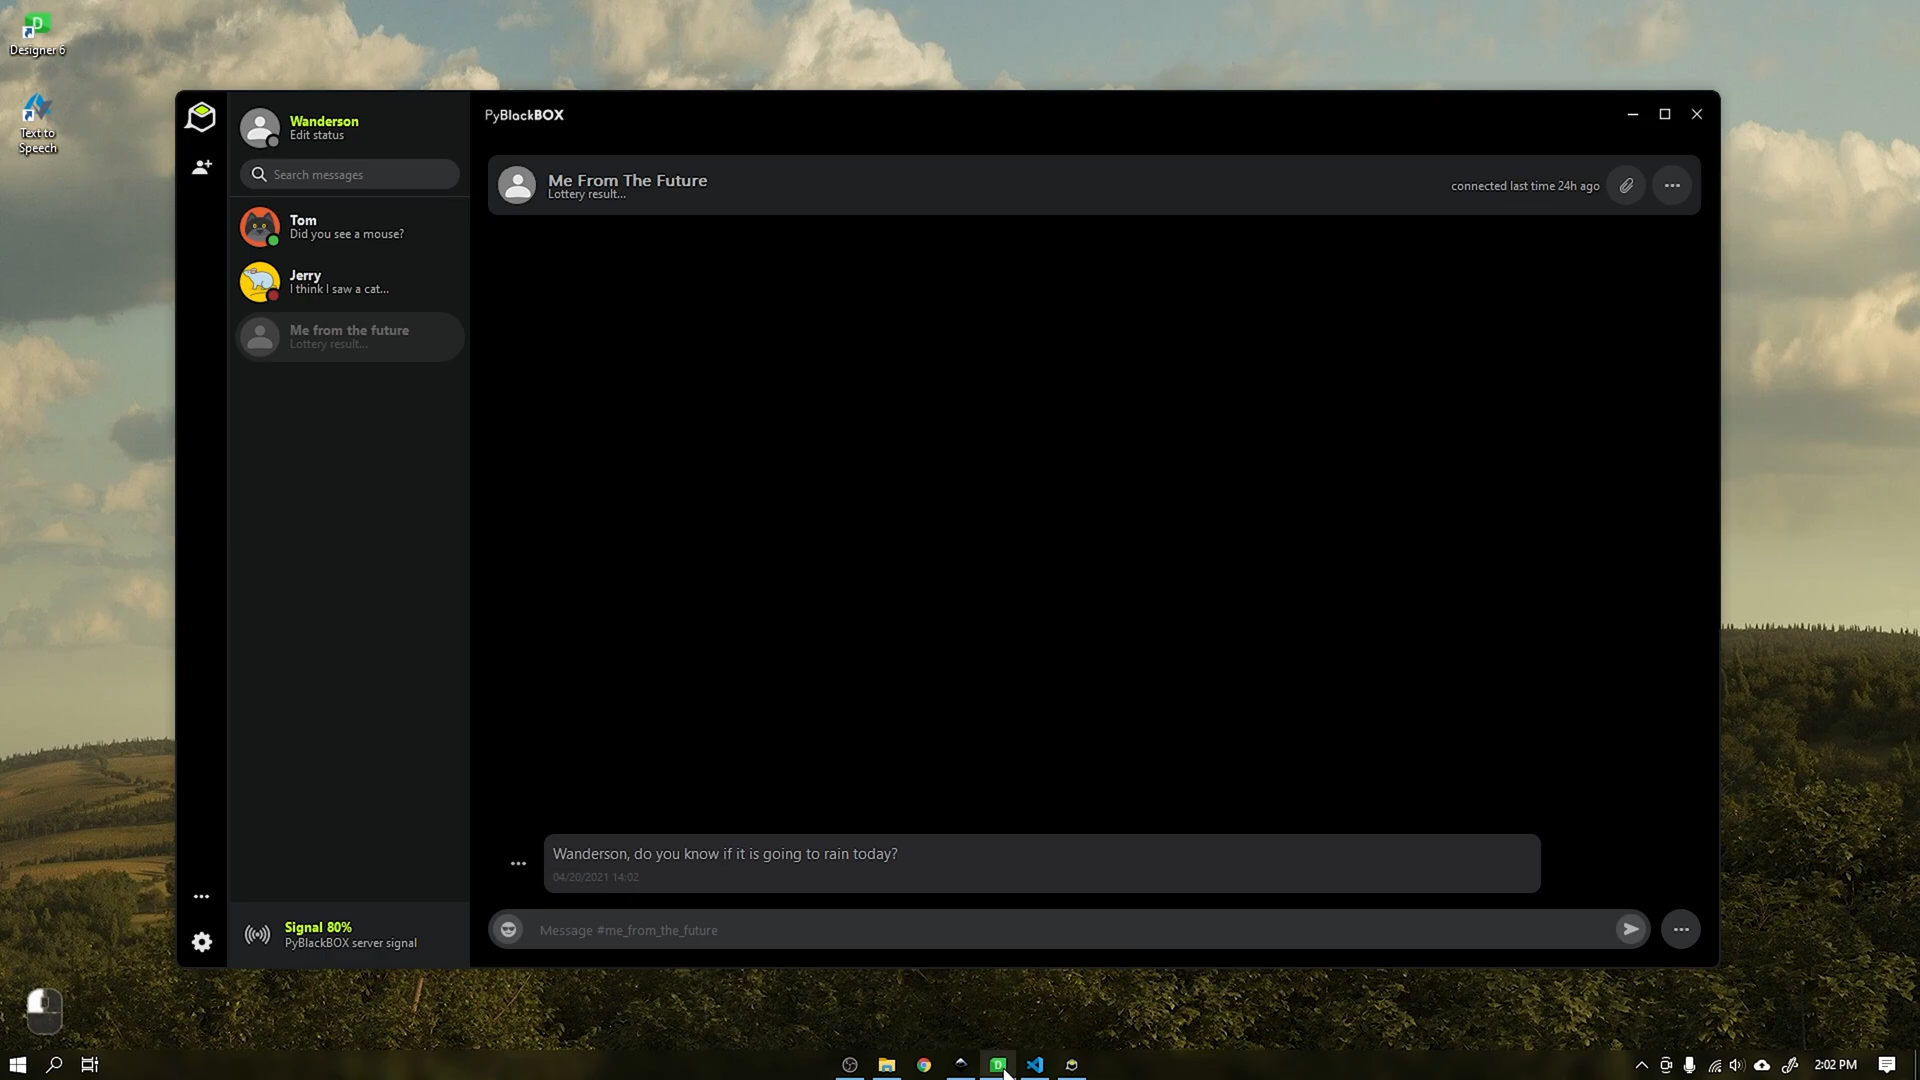 Designer 6
Text to
Speech
PyBlackBOX
Wanderson
Edit status
Search messages
Tom
Did you see a mouse?
Jerry
I think I saw a cat...
Me from the future
Lottery result...
Signal 80%
PyBlackBOX server signal
Me From The Future
Lottery result...
connected last time 24h ago
Wanderson, do you know if it is going to rain today?
04/20/2021 14:02
Message #me_from_the_future
2:02 PM